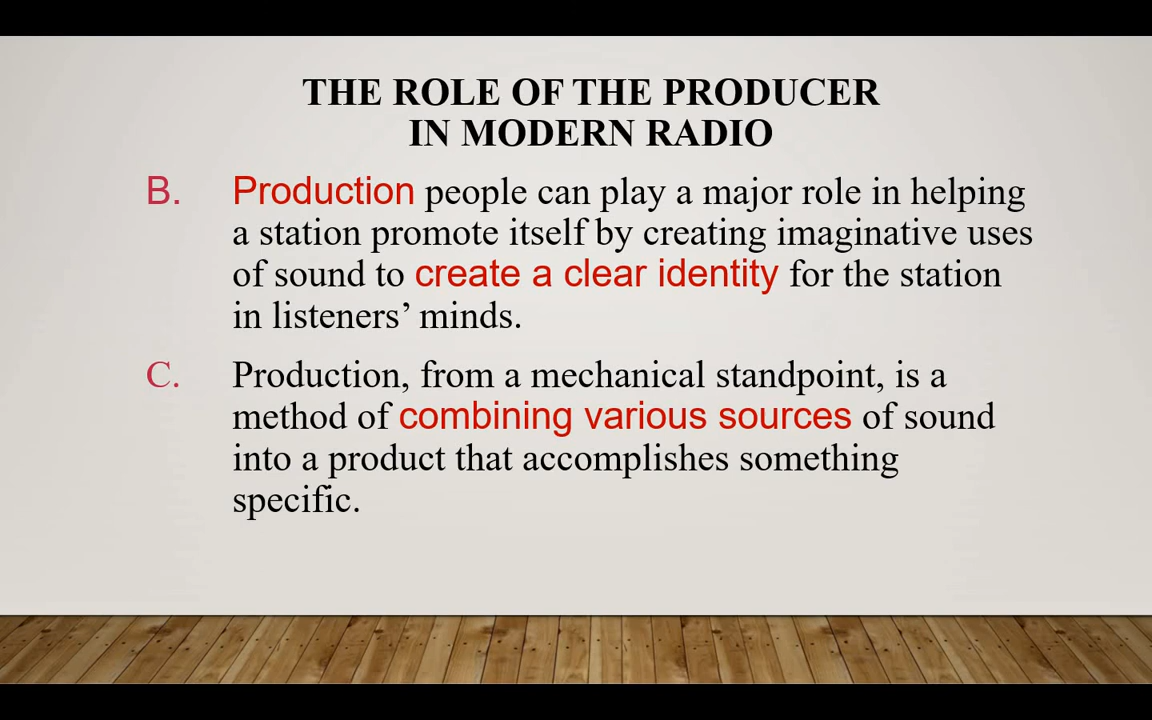 THE ROLE OF THE PRODUCER
IN MODERN RADIO
B. Production people can play a major role in helping
a station promote itself by creating imaginative uses
of sound to create a clear identity for the station
in listeners’ minds.
C. Production, from a mechanical standpoint, is a
method of combining various sources of sound
into a product that accomplishes something
specific.